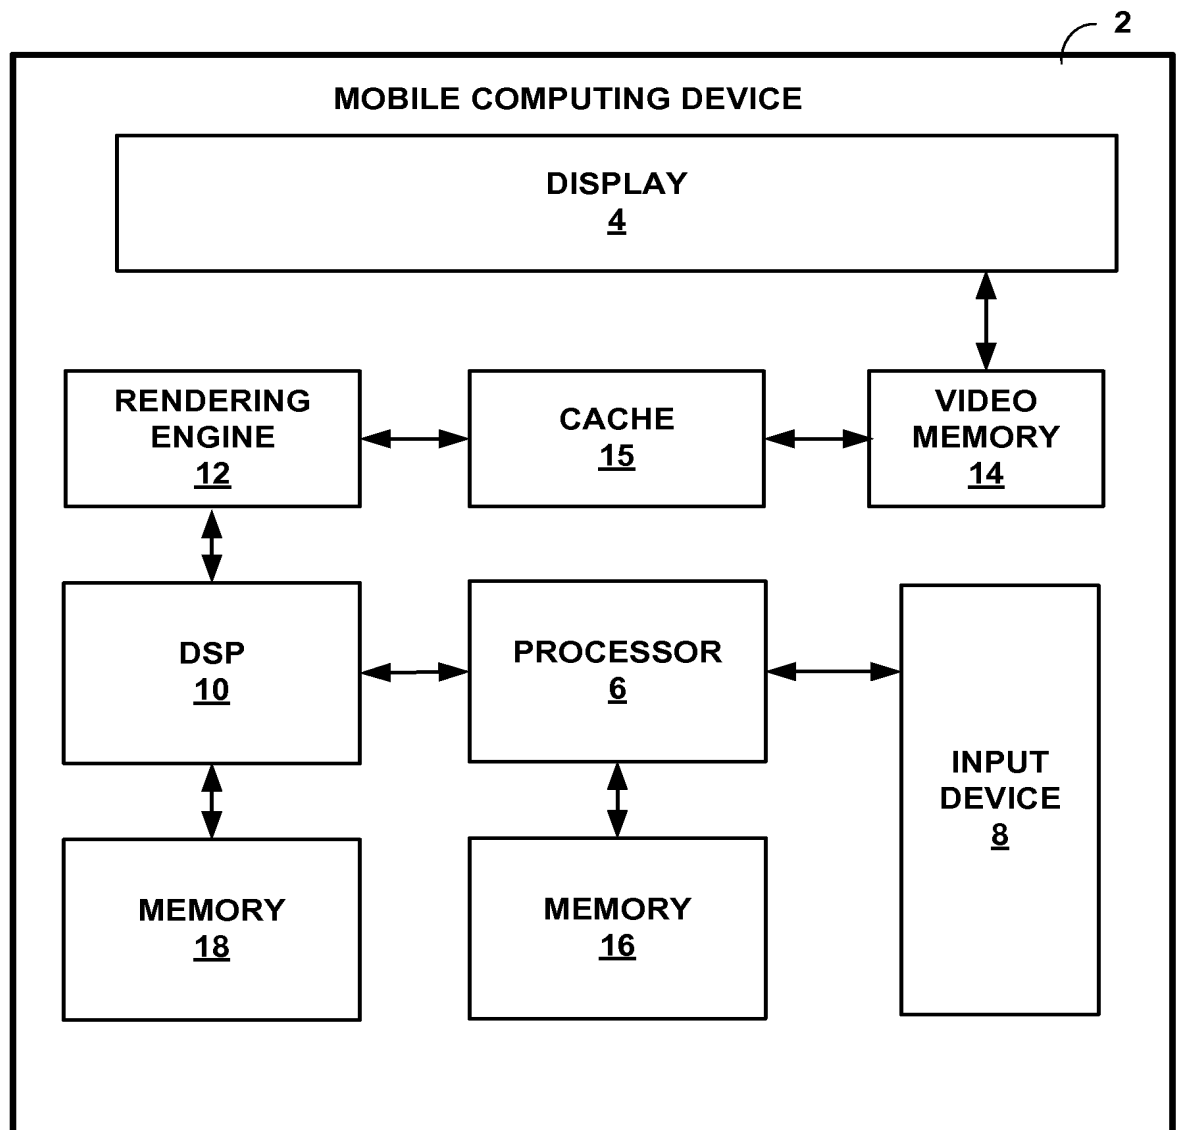 2
MOBILE COMPUTING DEVICE
DISPLAY
4
RENDERING
ENGINE
12
CACHE
15
VIDEO
MEMORY
14
DSP
10
PROCESSOR
6
INPUT
DEVICE
8
MEMORY
18
MEMORY
16